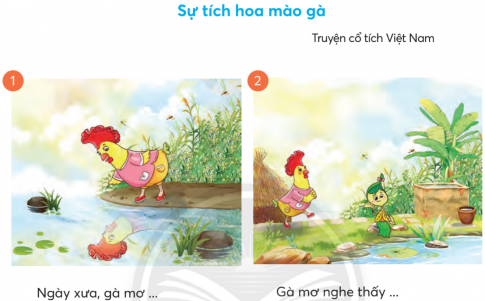 Sự tích hoa mào gà
Truyện cổ tích Việt Nam
1
2
Ngày xưa, gà mơ ...
Gà mơ nghe thấy ...